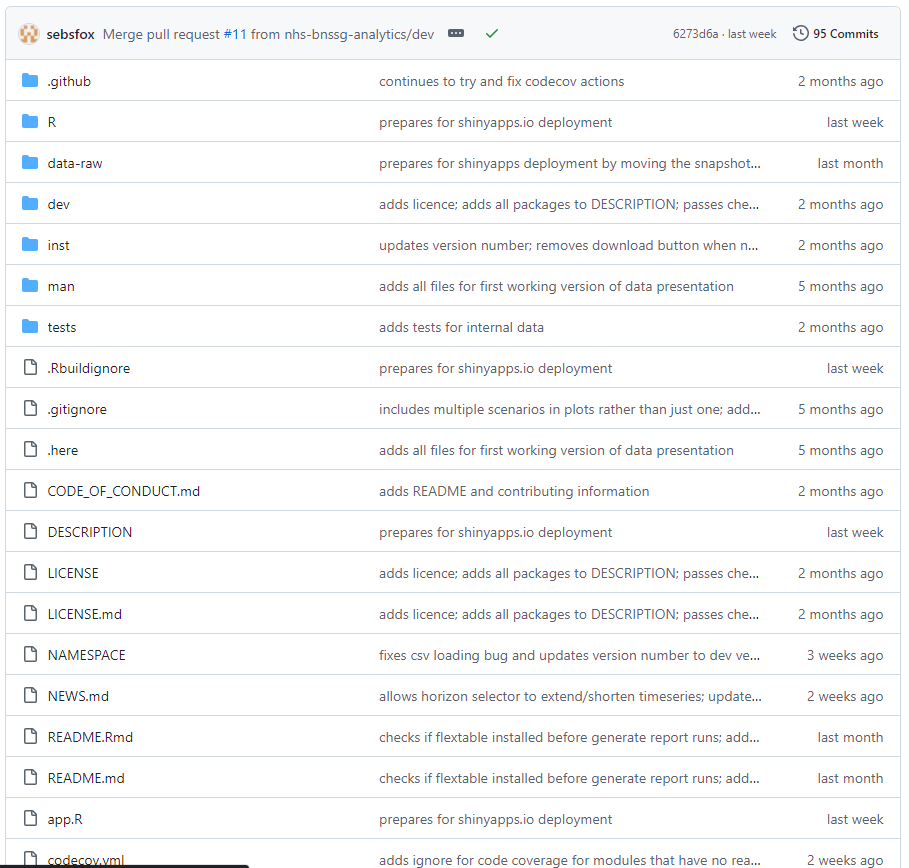 sebsfox Merge pull request #11 from nhs-bnssg-analytics/dev 6273d6a · last week 95 Commits
.github continues to try and fix codecov actions 2 months ago
R prepares for shinyapps.io deployment last week
data-raw prepares for shinyapps deployment by moving the snapshot... last month
dev adds licence; adds all packages to DESCRIPTION; passes che... 2 months ago
inst updates version number; removes download button when n... 2 months ago
man adds all files for first working version of data presentation 5 months ago
tests adds tests for internal data 2 months ago
.Rbuildignore prepares for shinyapps.io deployment last week
.gitignore includes multiple scenarios in plots rather than just one; add... 5 months ago
.here adds all files for first working version of data presentation 5 months ago
CODE_OF_CONDUCT.md adds README and contributing information 2 months ago
DESCRIPTION prepares for shinyapps.io deployment last week
LICENSE adds licence; adds all packages to DESCRIPTION; passes che... 2 months ago
LICENSE.md adds licence; adds all packages to DESCRIPTION; passes che... 2 months ago
NAMESPACE fixes csv loading bug and updates version number to dev ve... 3 weeks ago
NEWS.md allows horizon selector to extend/shorten timeseries; update... 2 weeks ago
README.Rmd checks if flextable installed before generate report runs; add... last month
README.md checks if flextable installed before generate report runs; add... last month
app.R prepares for shinyapps.io deployment last week
codecov.yml adds ignore for code coverage for modules that have no rea... 2 weeks ago